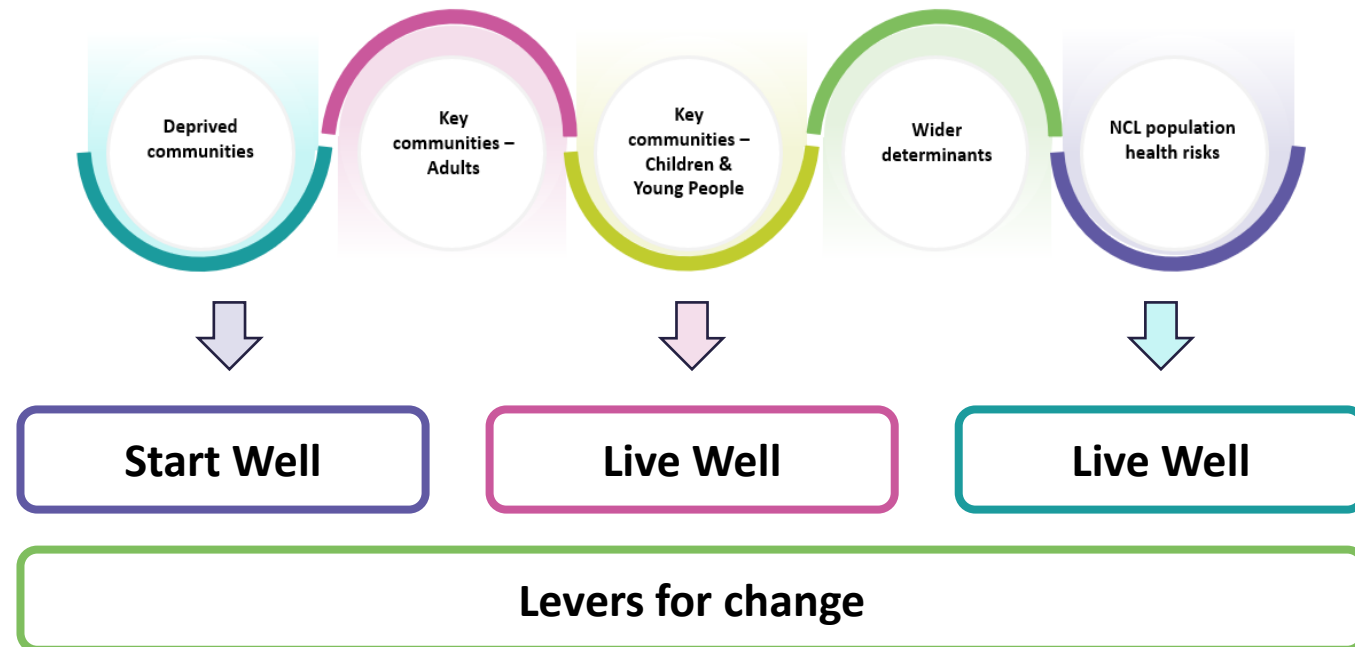 Deprived
communities
Key
communities –
Adults
Key
communities –
Children &
Young People
Wider
determinants
NCL population
health risks
Start Well
Live Well
Live Well
Levers for change